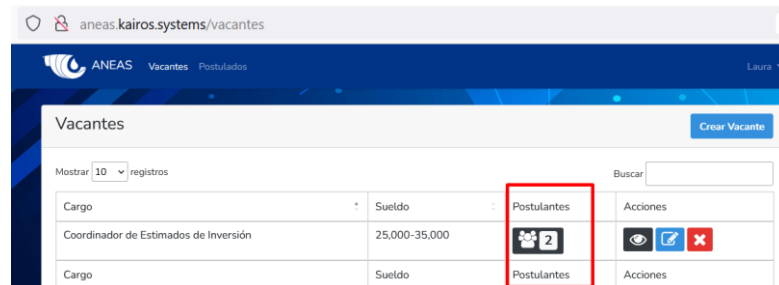 aneas.kairos.systems/vacantes
ANEAS Vacantes Postulados Laura
Vacantes Crear Vacante
Mostrar 10 registros Buscar
Cargo Sueldo Postulantes Acciones
Coordinador de Estimados de Inversión 25,000-35,000 2
Cargo Sueldo Postulantes Acciones